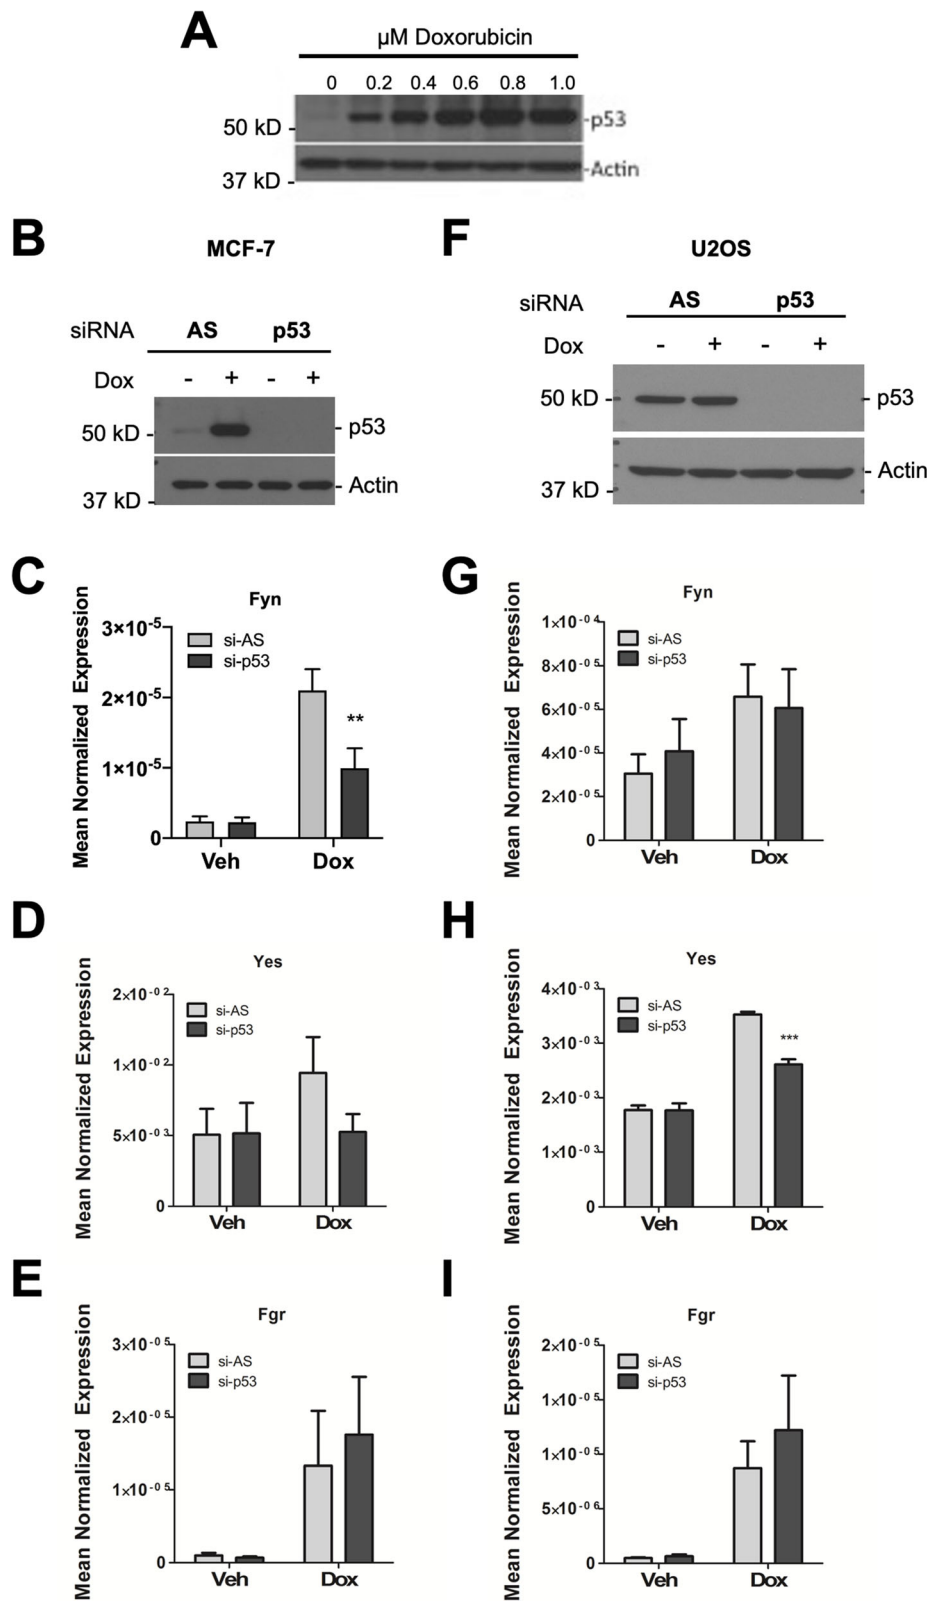 A
µM Doxorubicin
0 0.2 0.4 0.6 0.8 1.0
50 kD
p53
37 kD
Actin
B
MCF-7
siRNA AS p53
Dox - + - +
50 kD
p53
37 kD
Actin
F
U2OS
siRNA AS p53
Dox - + - +
50 kD
p53
37 kD
Actin
C
Fyn
Mean Normalized Expression
3×10-5
2×10-5
1×10-5
0
si-AS
si-p53
**
Veh Dox
G
Fyn
Mean Normalized Expression
1×10-04
8×10-05
6×10-05
4×10-05
2×10-05
0
si-AS
si-p53
Veh Dox
D
Yes
Mean Normalized Expression
2×10-02
1×10-02
5×10-03
0
si-AS
si-p53
Veh Dox
H
Yes
Mean Normalized Expression
4×10-03
3×10-03
2×10-03
1×10-03
0
si-AS
si-p53
***
Veh Dox
E
Fgr
Mean Normalized Expression
3×10-05
2×10-05
1×10-05
0
si-AS
si-p53
Veh Dox
I
Fgr
Mean Normalized Expression
2×10-05
1×10-05
1×10-05
5×10-06
0
si-AS
si-p53
Veh Dox